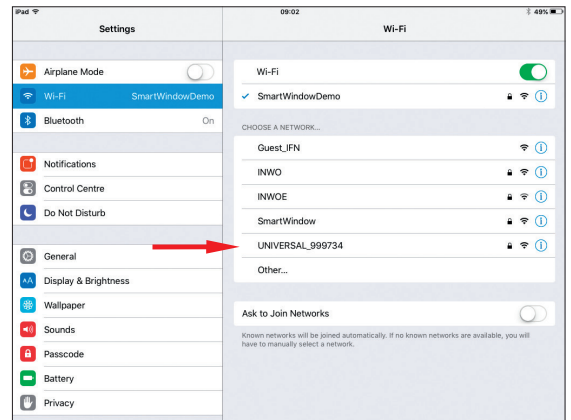 iPad 09:02 49%
Settings
Wi-Fi
Airplane Mode
Wi-Fi SmartWindowDemo
Bluetooth On
Notifications
Control Centre
Do Not Disturb
General
AA Display & Brightness
Wallpaper
Sounds
Passcode
Battery
Privacy
Wi-Fi
SmartWindowDemo
CHOOSE A NETWORK...
Guest_IFN
INWO
INWOE
SmartWindow
UNIVERSAL_999734
Other...
Ask to Join Networks
Known networks will be joined automatically. If no known networks are available, you will
have to manually select a network.